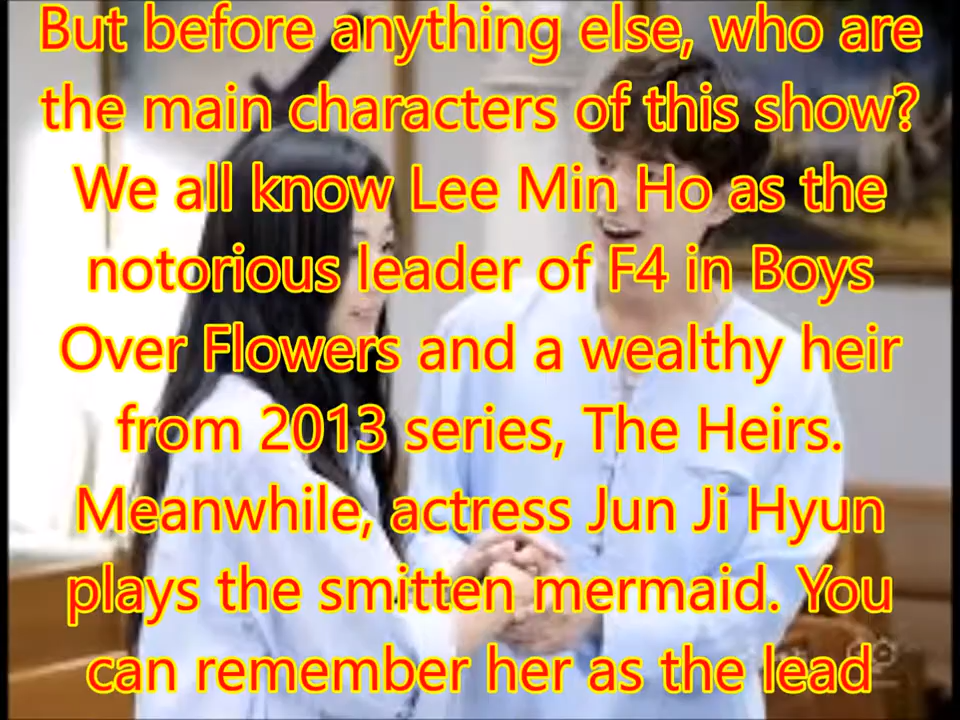 But before anything else, who are
the main characters of this show?
We all know Lee Min Ho as the
notorious leader of F4 in Boys
Over Flowers and a wealthy heir
from 2013 series, The Heirs.
Meanwhile, actress Jun Ji Hyun
plays the smitten mermaid. You
can remember her as the lead